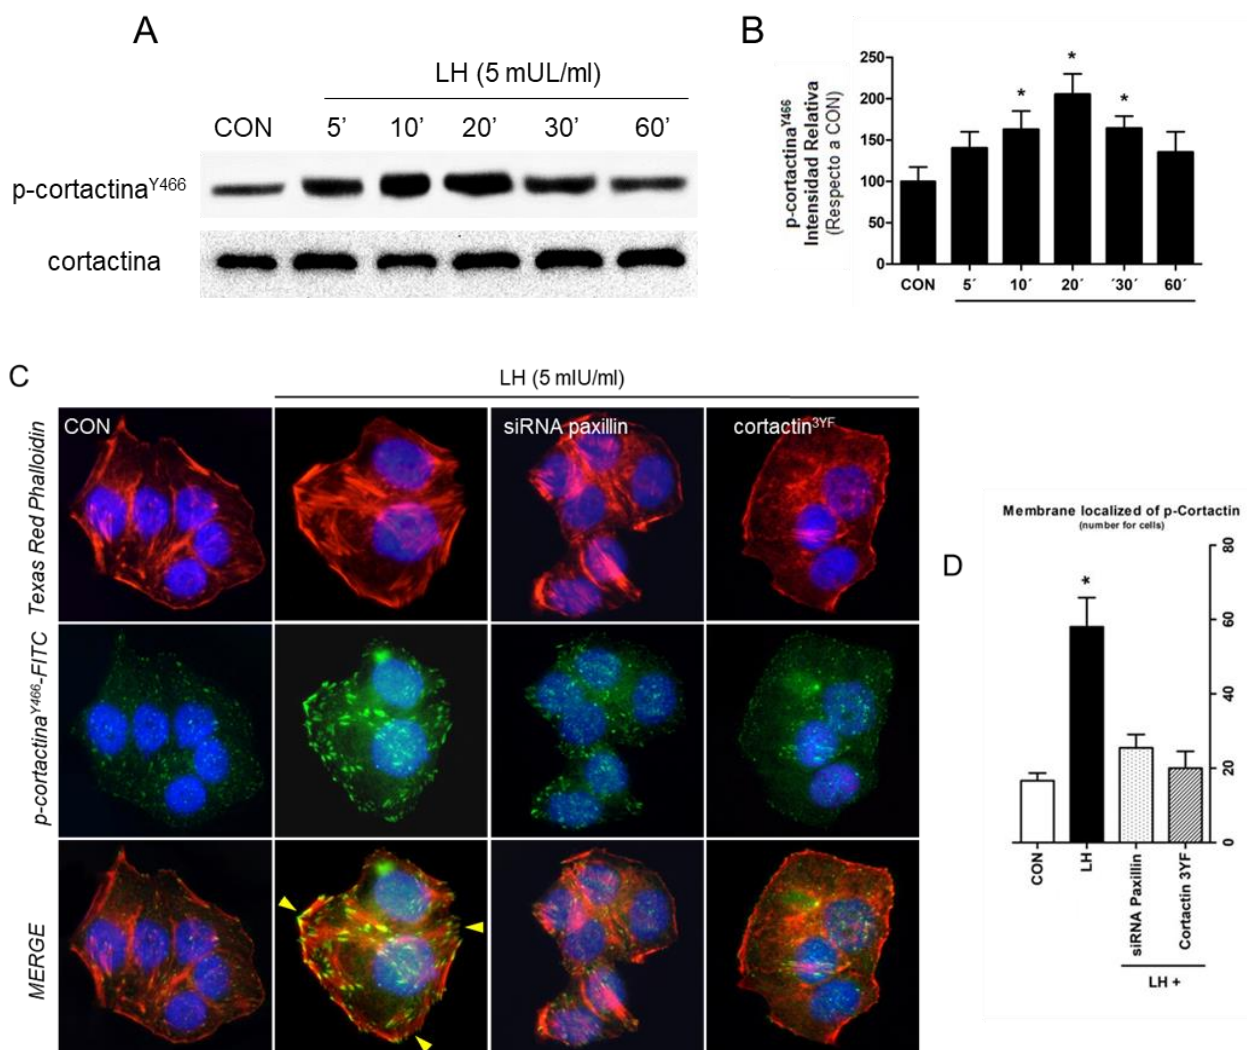 A
LH (5 mUL/ml)
CON 5’ 10’ 20’ 30’ 60’
p-cortactinaY466
cortactina
B
p-cortactinaY466
Intensidad Relativa
(Respecto a CON)
250
200
150
100
50
0
* * *
CON 5´ 10´ 20´ ´30´ 60´
C
LH (5 mIU/ml)
CON
siRNA paxillin
cortactin3YF
Texas Red Phalloidin
p-cortactinaY466-FITC
MERGE
D
Membrane localized of p-Cortactin
(number for cells)
80
60
40
20
0
*
CON
LH
siRNA Paxillin
Cortactin 3YF
LH +